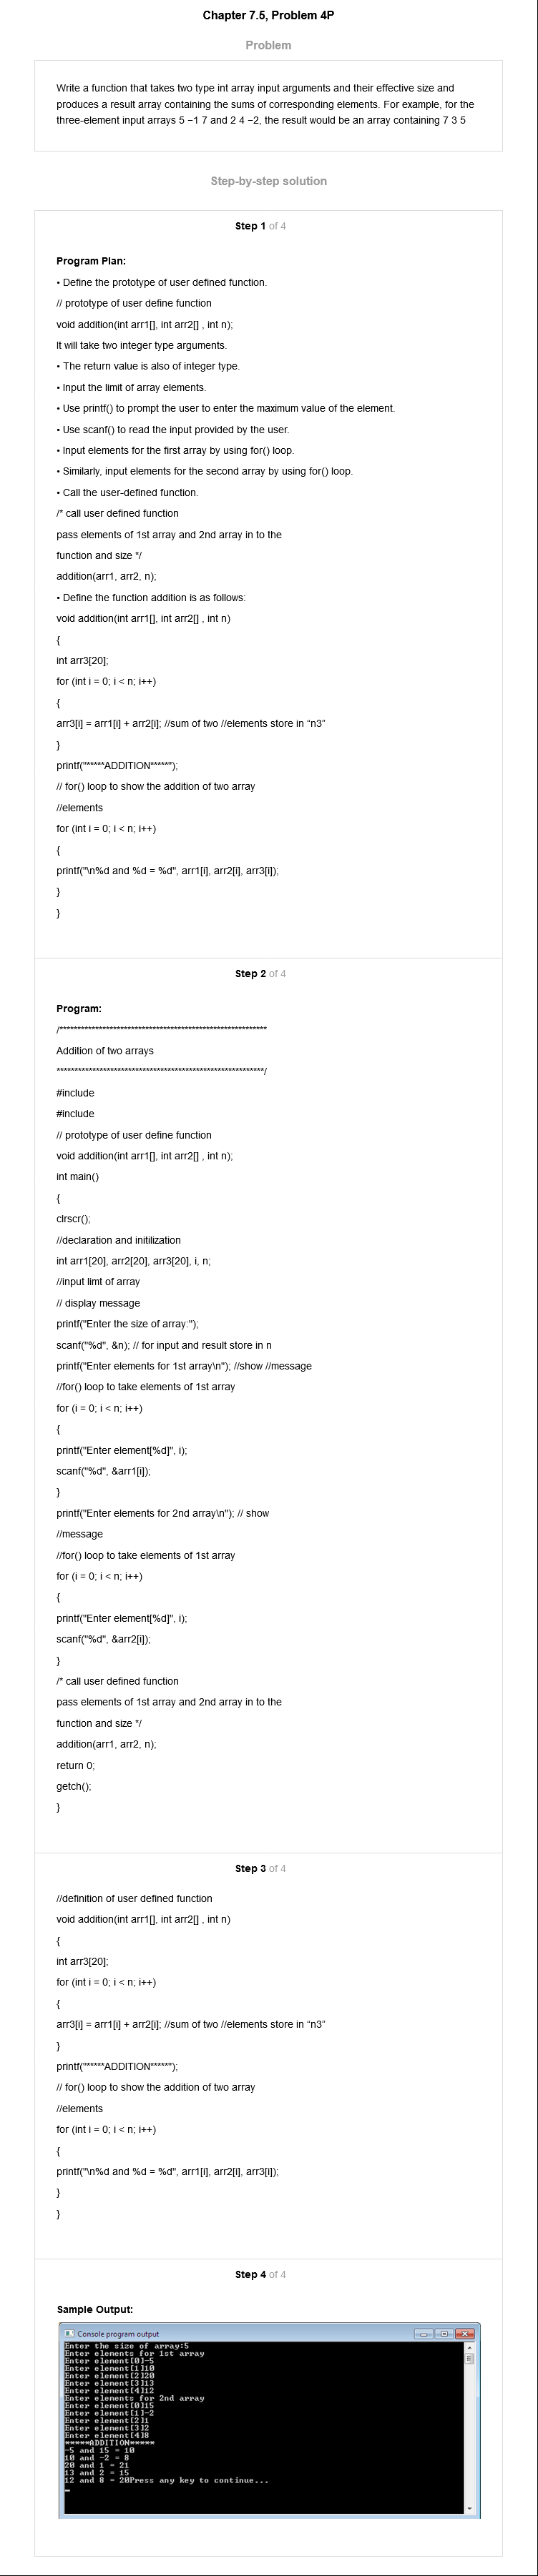 Chapter 7.5, Problem 4P
Problem
Write a function that takes two type int array input arguments and their effective size and
produces a result array containing the sums of corresponding elements. For example, for the
three-element input arrays 5 −1 7 and 2 4 −2, the result would be an array containing 7 3 5
Step-by-step solution
Step 1 of 4
Program Plan:
• Define the prototype of user defined function.
// prototype of user define function
void addition(int arr1[], int arr2[] , int n);
It will take two integer type arguments.
• The return value is also of integer type.
• Input the limit of array elements.
• Use printf() to prompt the user to enter the maximum value of the element.
• Use scanf() to read the input provided by the user.
• Input elements for the first array by using for() loop.
• Similarly, input elements for the second array by using for() loop.
• Call the user-defined function.
/* call user defined function
pass elements of 1st array and 2nd array in to the
function and size */
addition(arr1, arr2, n);
• Define the function addition is as follows:
void addition(int arr1[], int arr2[] , int n)
{
int arr3[20];
for (int i = 0; i < n; i++)
{
arr3[i] = arr1[i] + arr2[i]; //sum of two //elements store in “n3”
}
printf("*****ADDITION*****");
// for() loop to show the addition of two array
//elements
for (int i = 0; i < n; i++)
{
printf("\n%d and %d = %d", arr1[i], arr2[i], arr3[i]);
}
}
Step 2 of 4
Program:
/**********************************************************
Addition of two arrays
**********************************************************/
#include
#include
// prototype of user define function
void addition(int arr1[], int arr2[] , int n);
int main()
{
clrscr();
//declaration and initilization
int arr1[20], arr2[20], arr3[20], i, n;
//input limt of array
// display message
printf("Enter the size of array:");
scanf("%d", &n); // for input and result store in n
printf("Enter elements for 1st array\n"); //show //message
//for() loop to take elements of 1st array
for (i = 0; i < n; i++)
{
printf("Enter element[%d]", i);
scanf("%d", &arr1[i]);
}
printf("Enter elements for 2nd array\n"); // show
//message
//for() loop to take elements of 1st array
for (i = 0; i < n; i++)
{
printf("Enter element[%d]", i);
scanf("%d", &arr2[i]);
}
/* call user defined function
pass elements of 1st array and 2nd array in to the
function and size */
addition(arr1, arr2, n);
return 0;
getch();
}
Step 3 of 4
//definition of user defined function
void addition(int arr1[], int arr2[] , int n)
{
int arr3[20];
for (int i = 0; i < n; i++)
{
arr3[i] = arr1[i] + arr2[i]; //sum of two //elements store in “n3”
}
printf("*****ADDITION*****");
// for() loop to show the addition of two array
//elements
for (int i = 0; i < n; i++)
{
printf("\n%d and %d = %d", arr1[i], arr2[i], arr3[i]);
}
}
Step 4 of 4
Sample Output:
Console program output
Enter the size of array:5
Enter elements for 1st array
Enter element[0]-5
Enter element[1]10
Enter element[2]20
Enter element[3]13
Enter element[4]12
Enter elements for 2nd array
Enter element[0]15
Enter element[1]-2
Enter element[2]1
Enter element[3]2
Enter element[4]8
*****ADDITION*****
-5 and 15 = 10
10 and -2 = 8
20 and 1 = 21
13 and 2 = 15
12 and 8 = 20Press any key to continue...